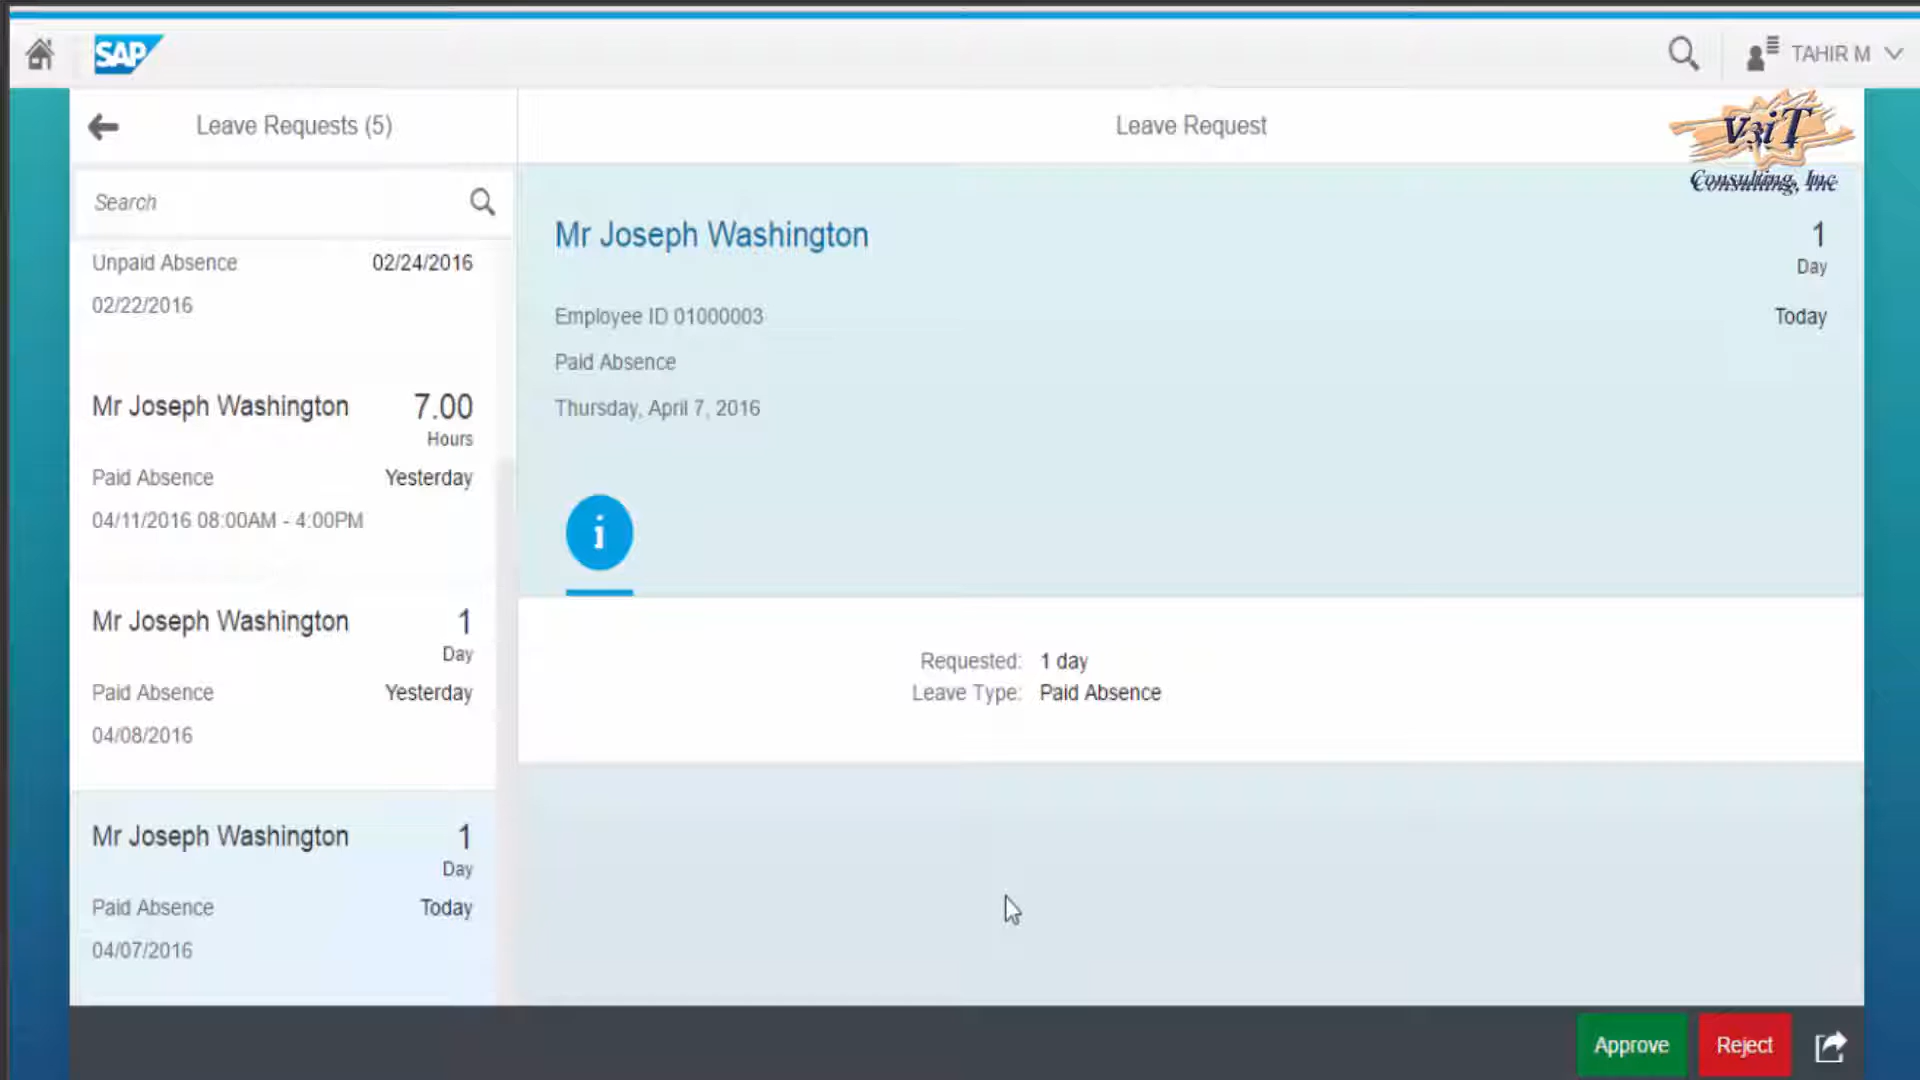 SAP
TAHIR M
Leave Requests (5)
Leave Request
V3iT
Consulting, Inc
Search
Unpaid Absence 02/24/2016
02/22/2016
Mr Joseph Washington 7.00
Hours
Paid Absence Yesterday
04/11/2016 08:00AM - 4:00PM
Mr Joseph Washington 1
Day
Paid Absence Yesterday
04/08/2016
Mr Joseph Washington 1
Day
Paid Absence Today
04/07/2016
Mr Joseph Washington 1
Day
Employee ID 01000003 Today
Paid Absence
Thursday, April 7, 2016
i
Requested: 1 day
Leave Type: Paid Absence
Approve Reject